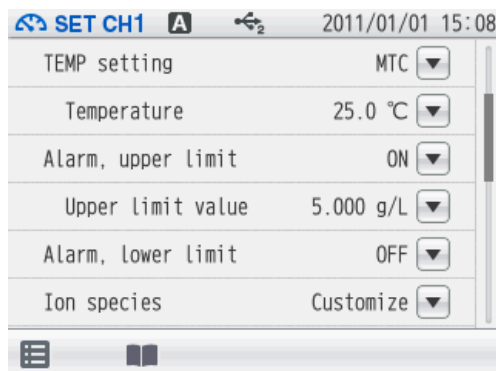 SET CH1 A 2 2011/01/01 15:08
TEMP setting MTC
Temperature 25.0 ℃
Alarm, upper limit ON
Upper limit value 5.000 g/L
Alarm, lower limit OFF
Ion species Customize